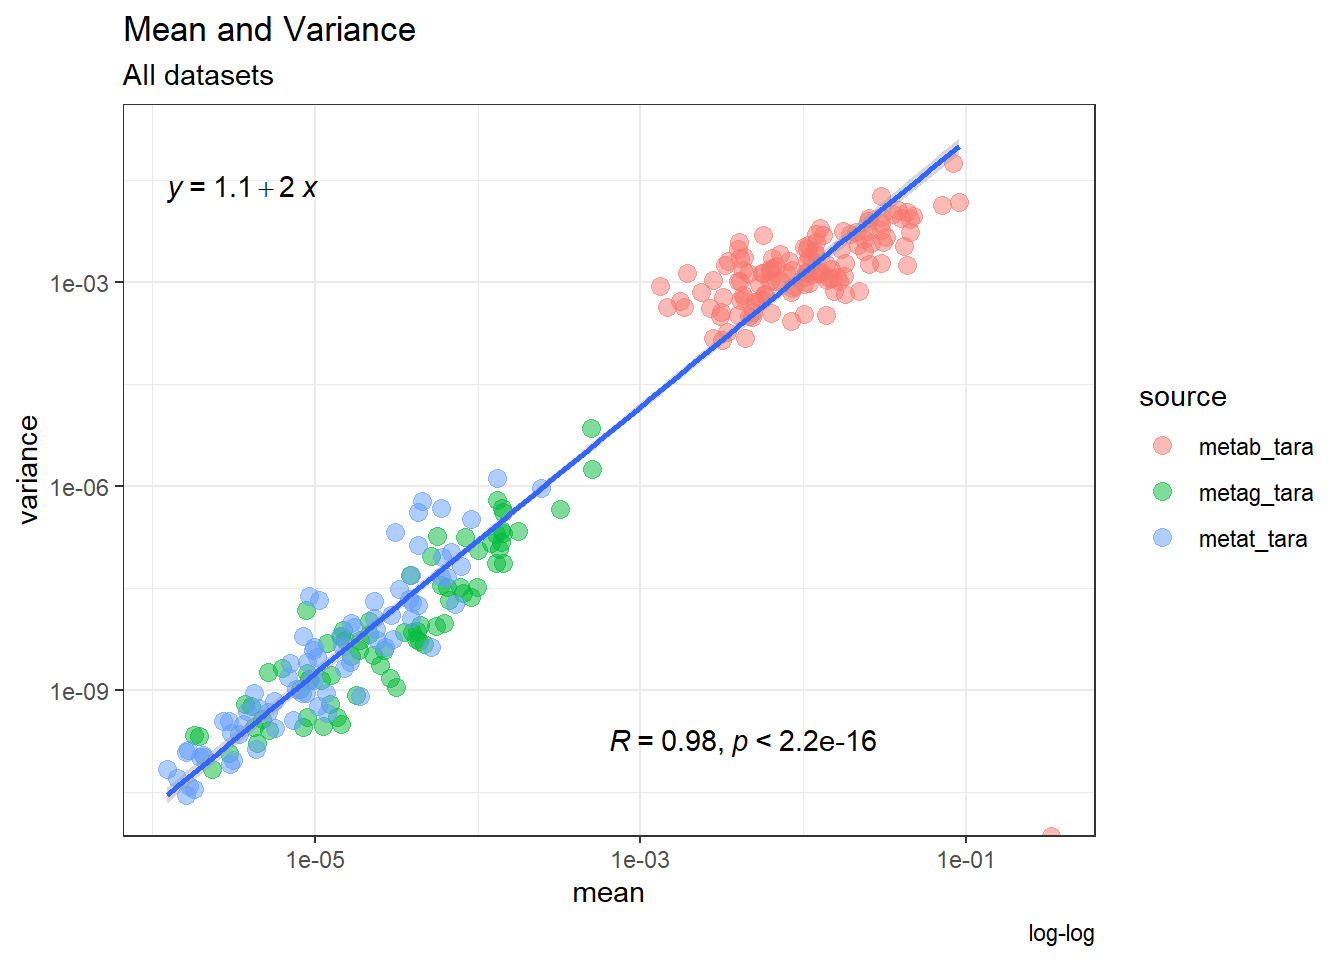 Mean and Variance
All datasets
y = 1.1 + 2 x
R = 0.98, p < 2.2e-16
1e-03
1e-06
1e-09
variance
1e-05
1e-03
1e-01
mean
log-log
source
metab_tara
metag_tara
metat_tara